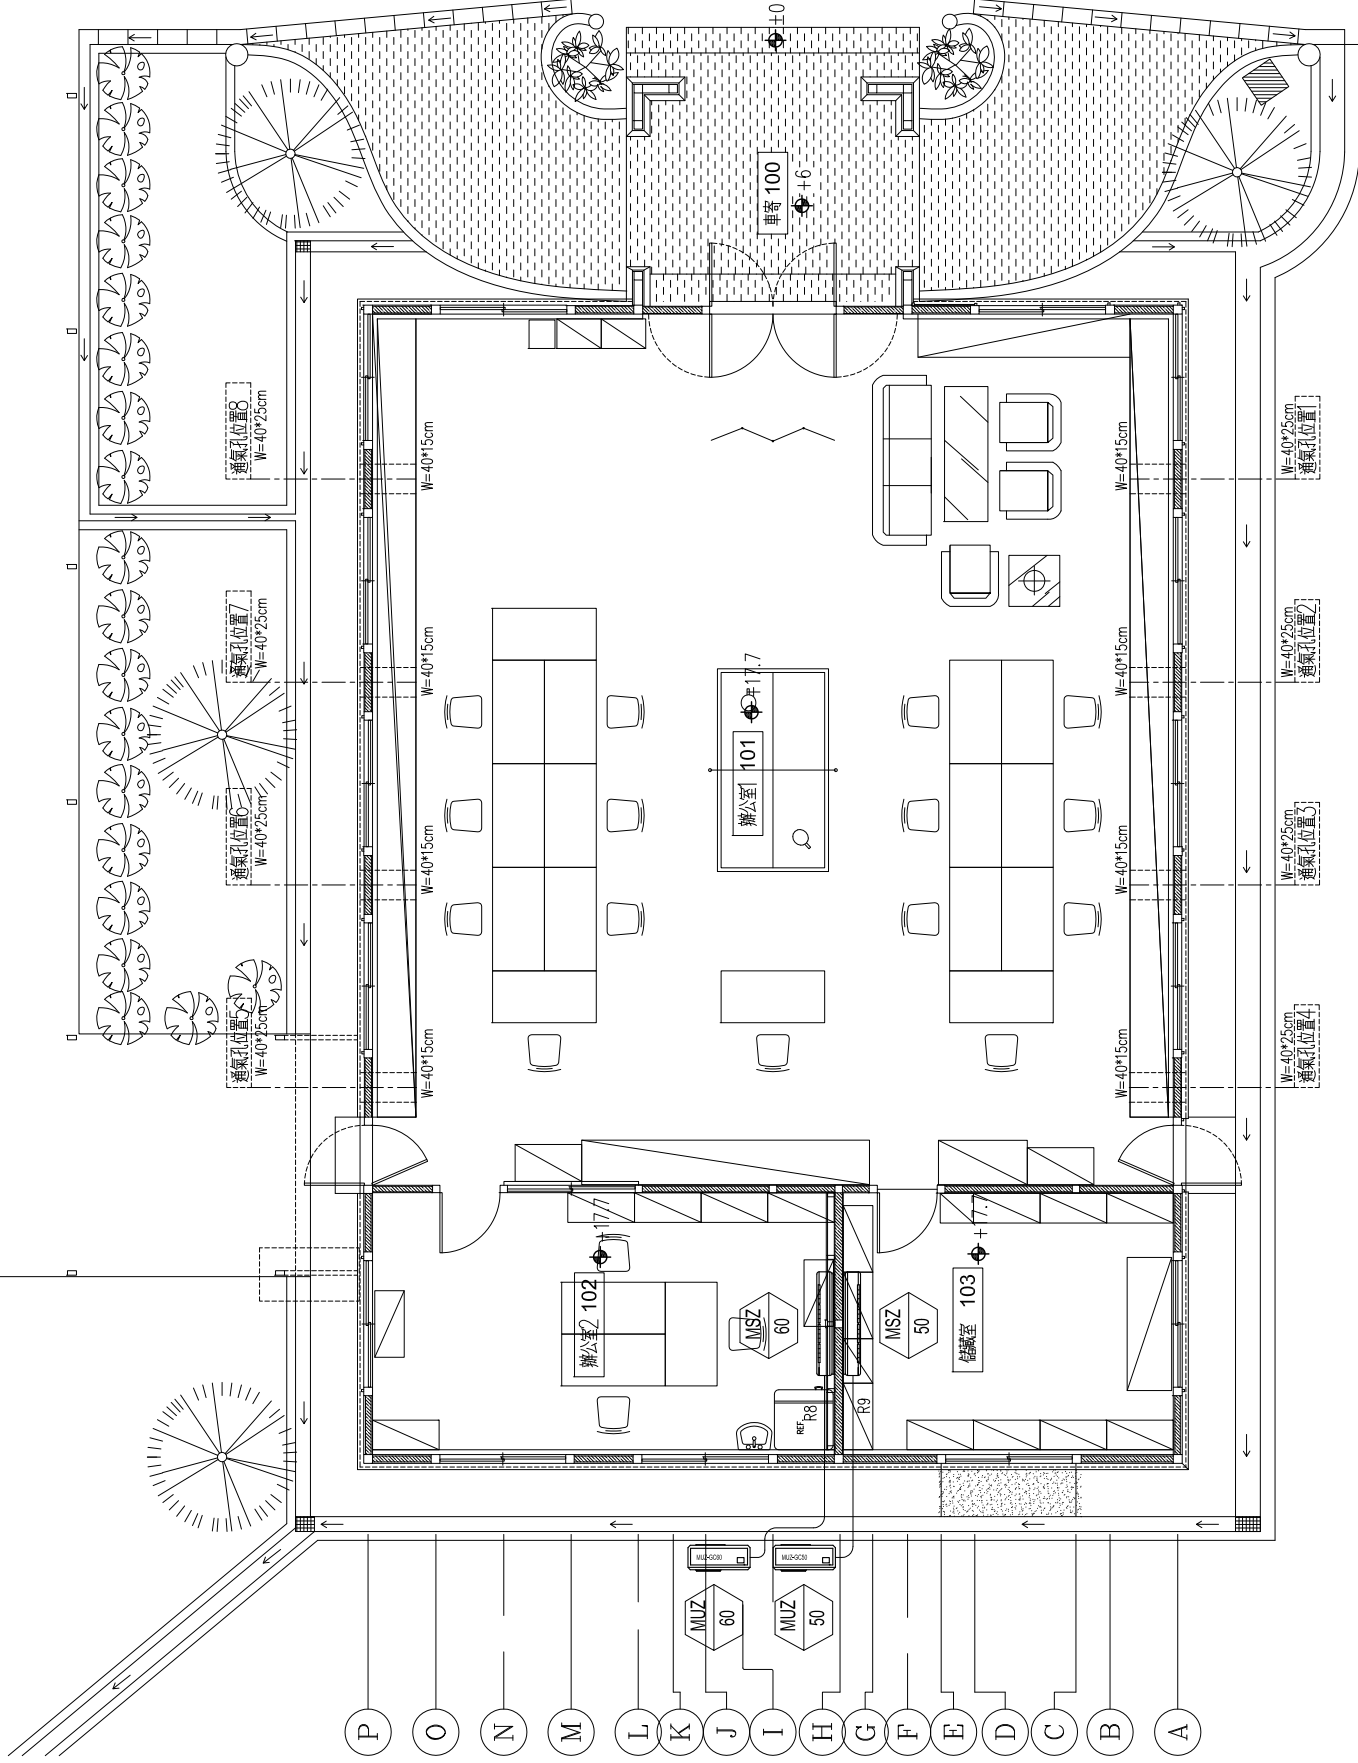 ±0
車寄 100
+6
通氣孔位置8
W=40*25cm
W=40*15cm
W=40*15cm
W=40*25cm
通氣孔位置1
通氣孔位置7
W=40*25cm
W=40*15cm
W=40*15cm
W=40*25cm
通氣孔位置2
+17.7
辦公室1 101
通氣孔位置6
W=40*25cm
W=40*15cm
W=40*15cm
W=40*25cm
通氣孔位置3
通氣孔位置5
W=40*25cm
W=40*15cm
W=40*15cm
W=40*25cm
通氣孔位置4
+17.7
辦公室2 102
MSZ
60
MSZ
50
+17.7
儲藏室 103
REF
R8
R9
MUZ-GC60
MUZ-GC50
MUZ
60
MUZ
50
P
O
N
M
L
K
J
I
H
G
F
E
D
C
B
A